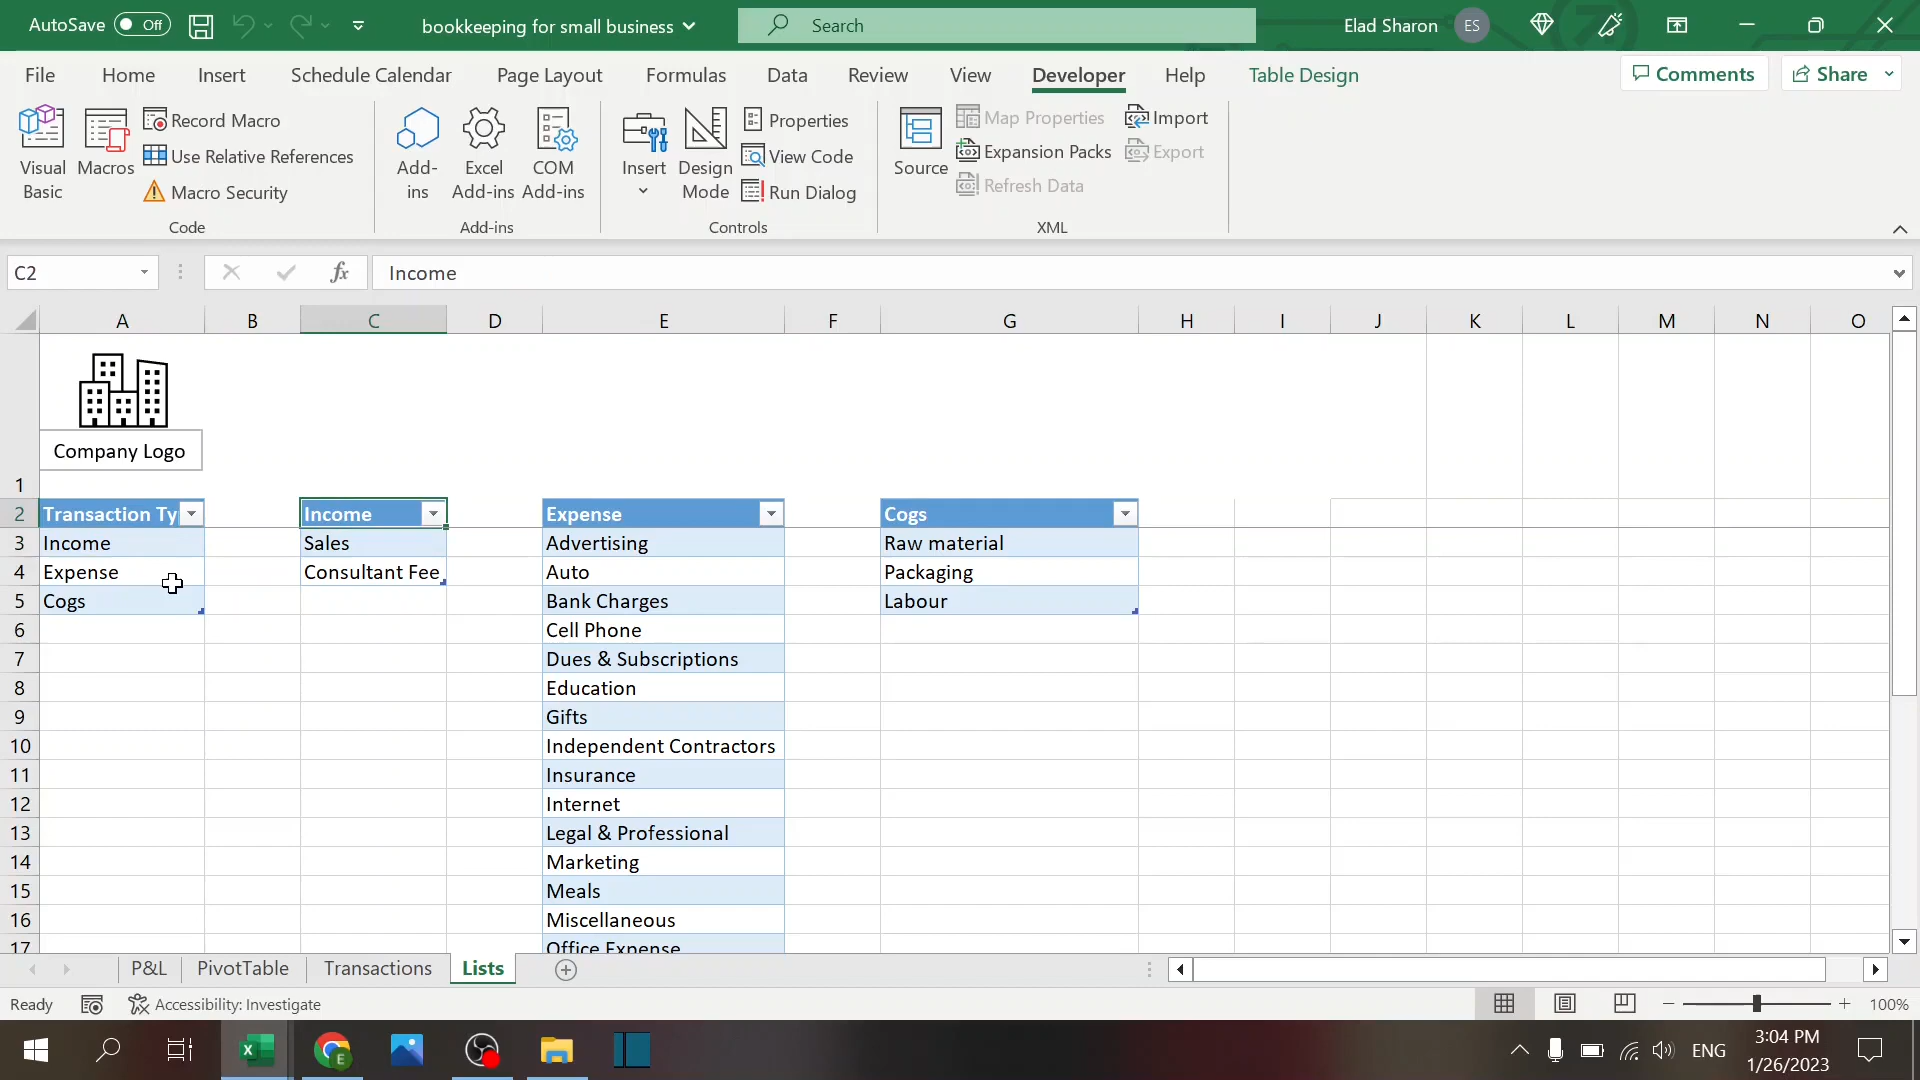 AutoSave Off bookkeeping for small business Search Elad Sharon ES
File Home Insert Schedule Calendar Page Layout Formulas Data Review View Developer Help Table Design Comments Share
Visual Basic
Macros
Record Macro
Use Relative References
Macro Security
Code
Add-ins
Excel Add-ins
COM Add-ins
Add-ins
Insert
Design Mode
Properties
View Code
Run Dialog
Controls
Source
Map Properties
Expansion Packs
Refresh Data
Import
Export
XML
C2 fx Income
A B C D E F G H I J K L M N O
Company Logo
1
2 Transaction Ty Income Expense Cogs
3 Income Sales Advertising Raw material
4 Expense Consultant Fee Auto Packaging
5 Cogs Bank Charges Labour
6 Cell Phone
7 Dues & Subscriptions
8 Education
9 Gifts
10 Independent Contractors
11 Insurance
12 Internet
13 Legal & Professional
14 Marketing
15 Meals
16 Miscellaneous
17 Office Expense
P&L PivotTable Transactions Lists
Ready Accessibility: Investigate 100%
ENG 3:04 PM
1/26/2023